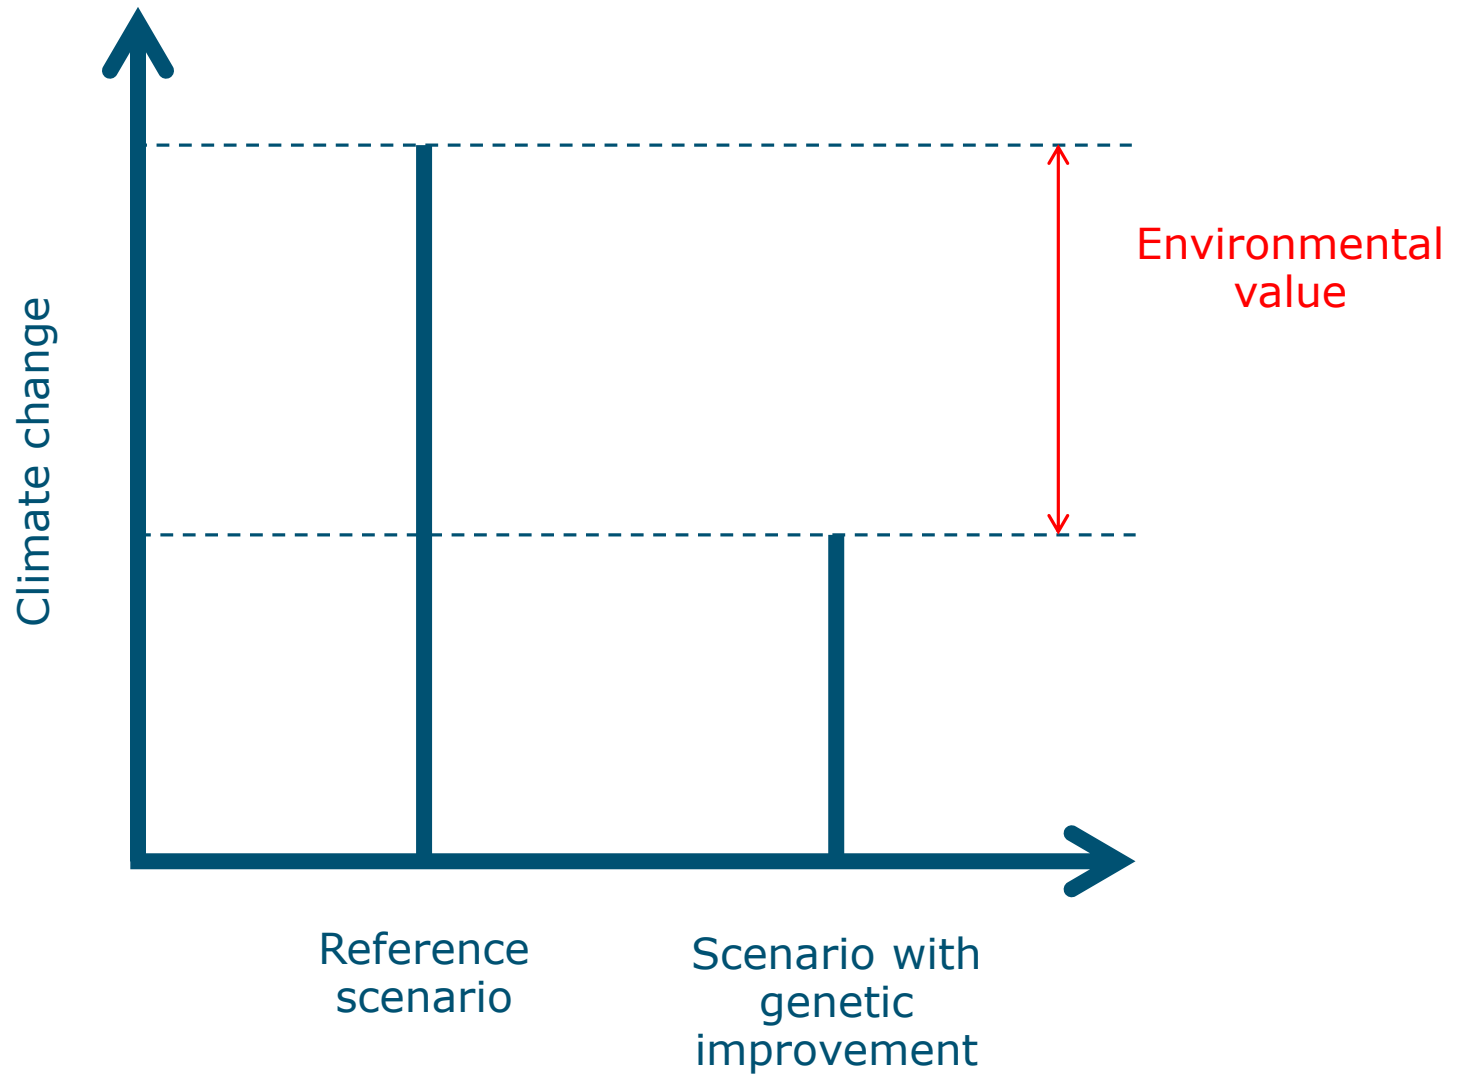 Climate change
Environmental
value
Reference
scenario
Scenario with
genetic
improvement